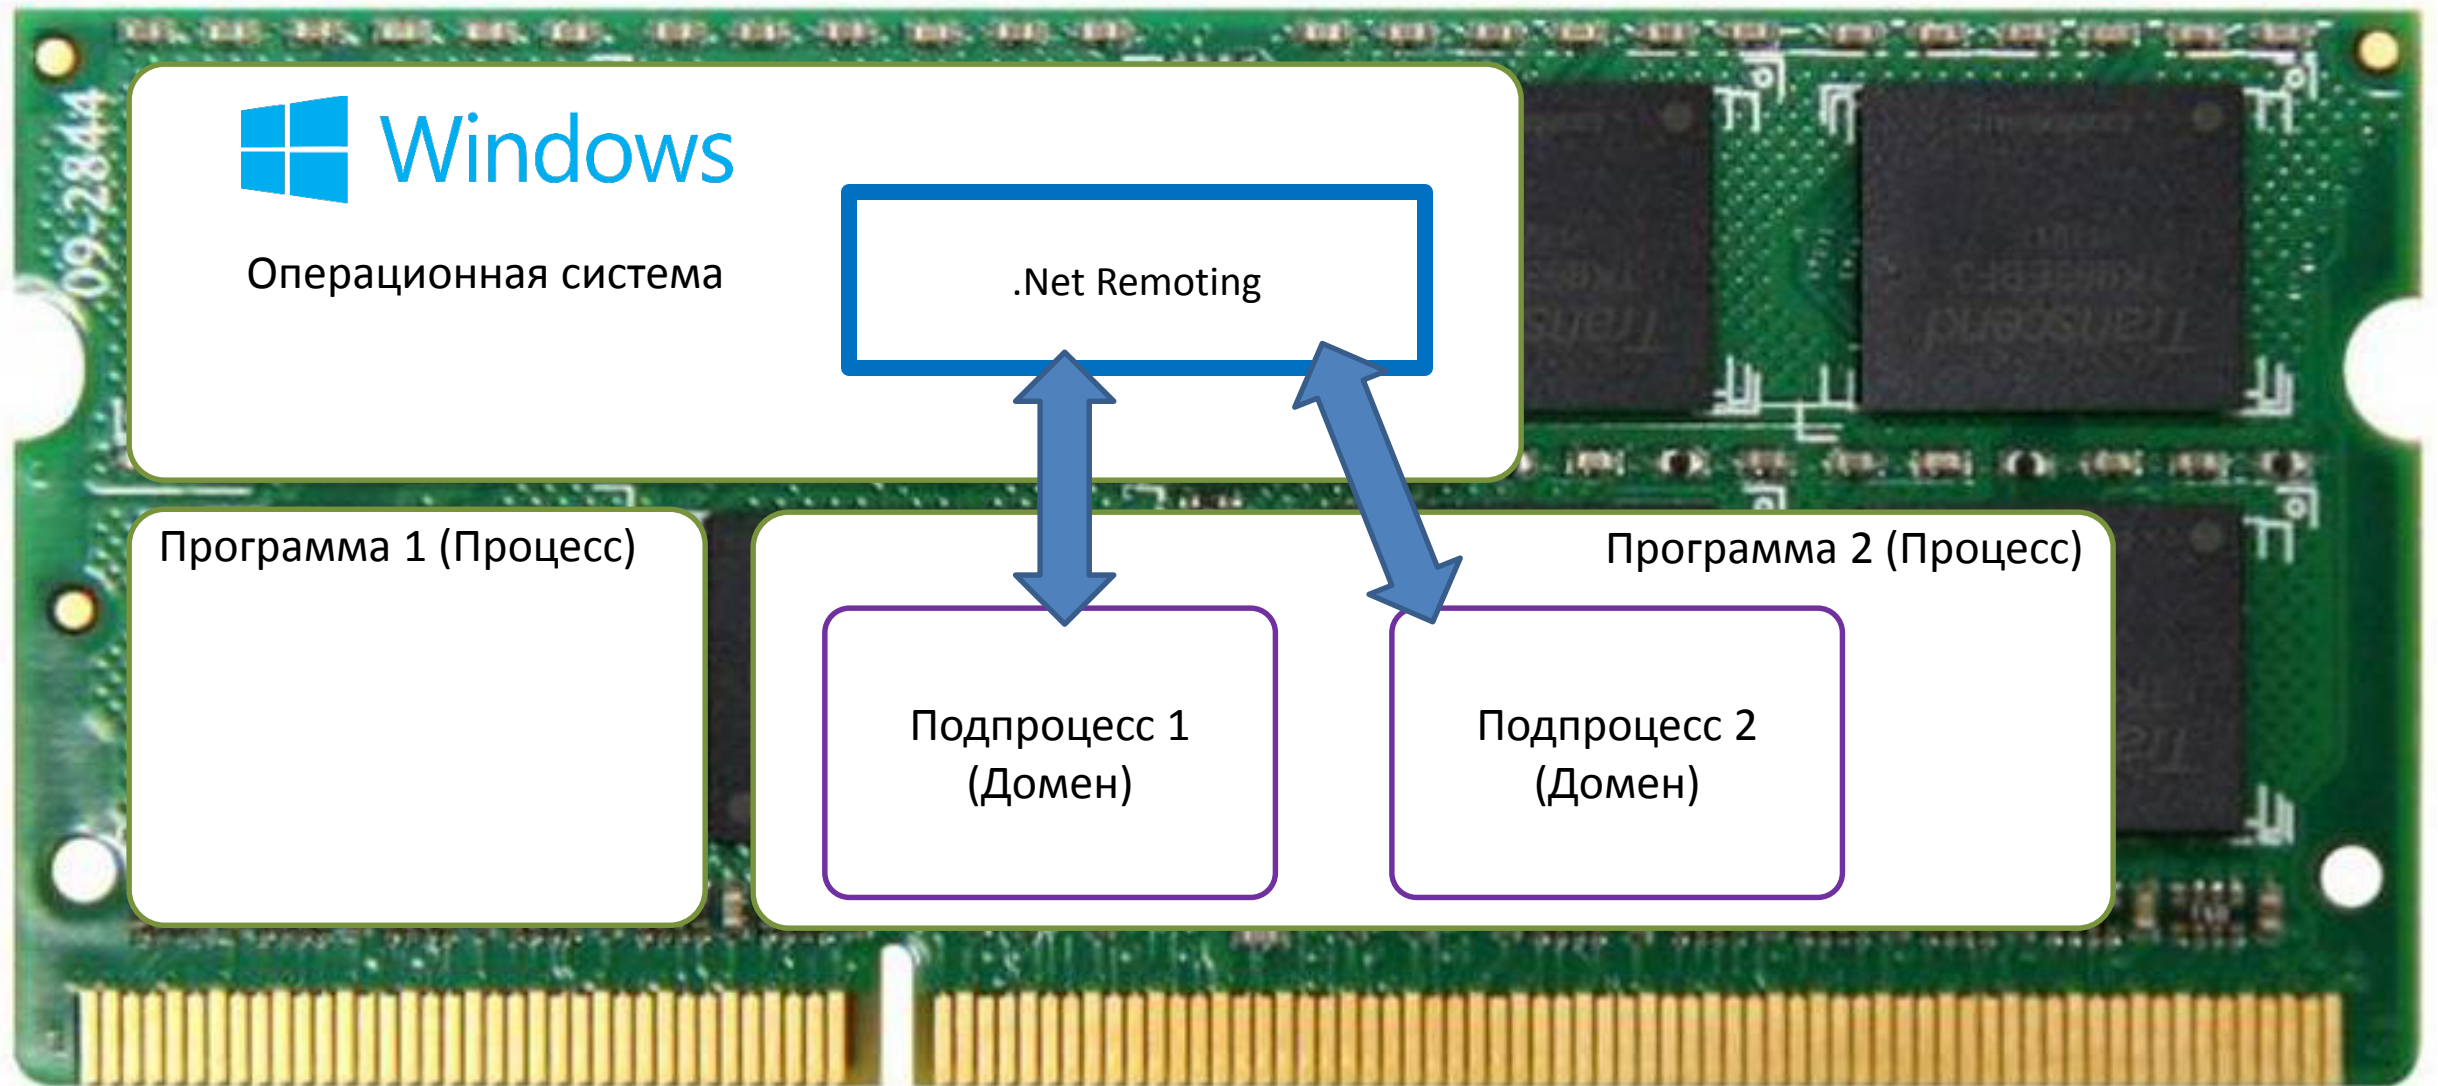 09-2844
Windows
Операционная система
.Net Remoting
Transcend
Программа 1 (Процесс)
Программа 2 (Процесс)
Подпроцесс 1
(Домен)
Подпроцесс 2
(Домен)